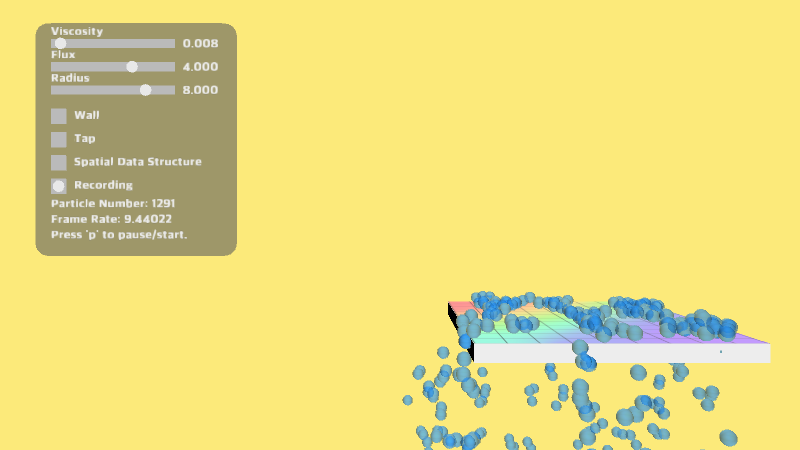 Viscosity
0.008
Flux
4.000
Radius
8.000
Wall
Tap
Spatial Data Structure
Recording
Particle Number: 1291
Frame Rate: 9.44022
Press `p` to pause/start.